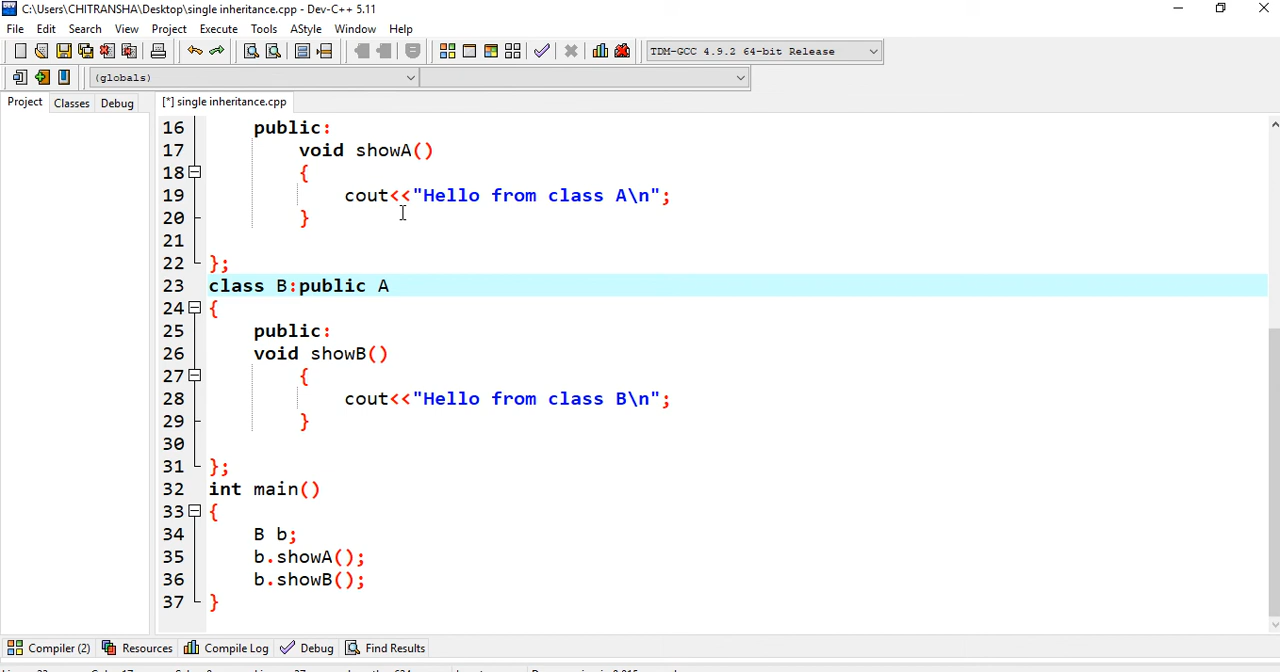 C:\Users\CHITRANSHA\Desktop\single inheritance.cpp - Dev-C++ 5.11
File Edit Search View Project Execute Tools AStyle Window Help
TDM-GCC 4.9.2 64-bit Release
(globals)
Project Classes Debug [*] single inheritance.cpp
16 public:
17 void showA()
18 {
19 cout<<"Hello from class A\n";
20 }
21
22 };
23 class B:public A
24 {
25 public:
26 void showB()
27 {
28 cout<<"Hello from class B\n";
29 }
30
31 };
32 int main()
33 {
34 B b;
35 b.showA();
36 b.showB();
37 }
Compiler (2) Resources Compile Log Debug Find Results